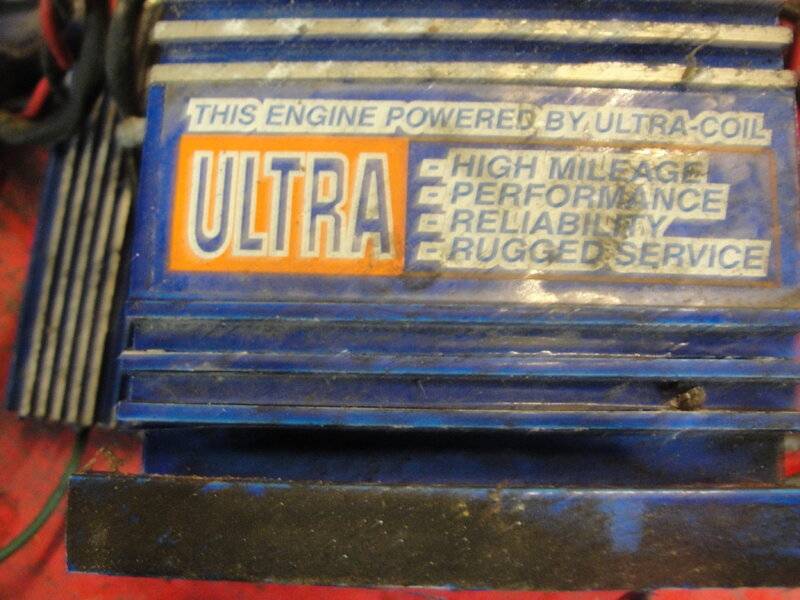 THIS ENGINE POWERED BY ULTRA-COIL
ULTRA
- HIGH MILEAGE
- PERFORMANCE
- RELIABILITY
- RUGGED SERVICE